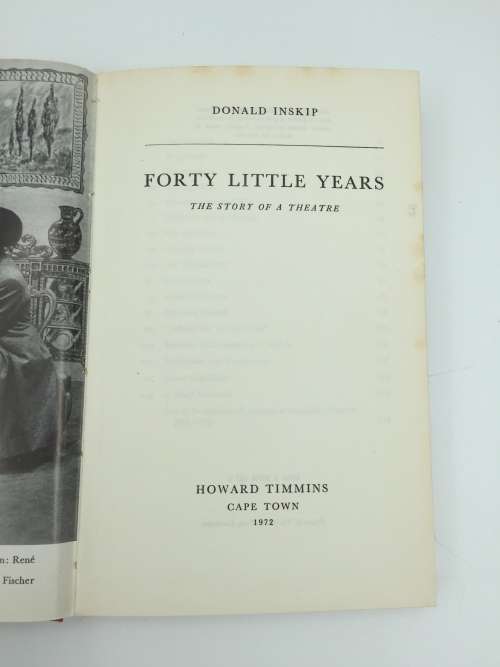 DONALD INSKIP
FORTY LITTLE YEARS
THE STORY OF A THEATRE
HOWARD TIMMINS
CAPE TOWN
1972
n: René
Fischer